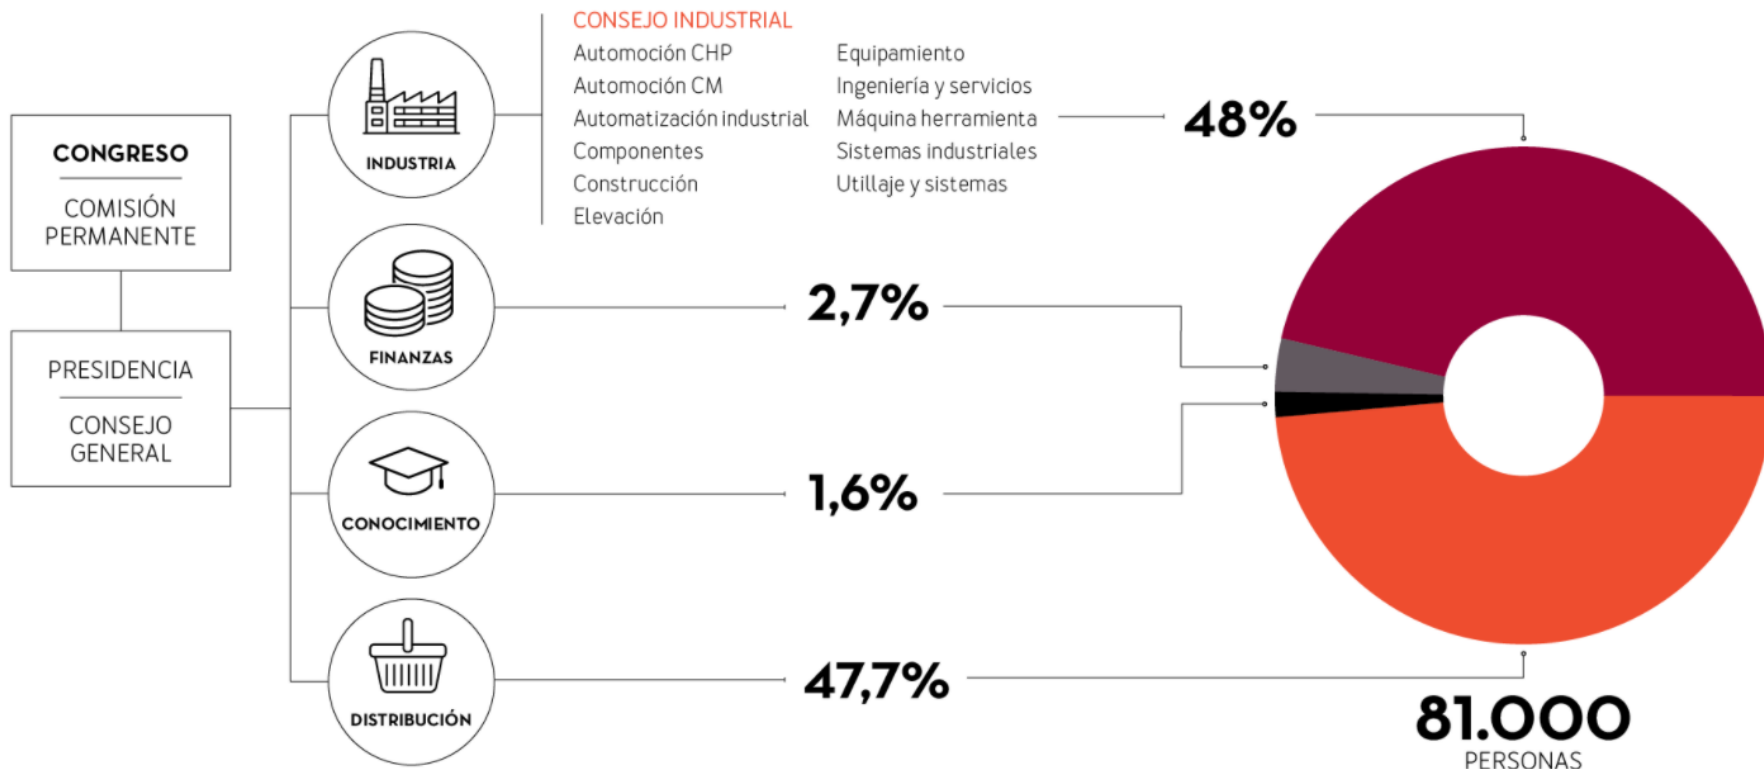 CONGRESO
COMISIÓN
PERMANENTE
PRESIDENCIA
CONSEJO
GENERAL
INDUSTRIA
CONSEJO INDUSTRIAL
Automoción CHP
Automoción CM
Automatización industrial
Componentes
Construcción
Elevación
Equipamiento
Ingeniería y servicios
Máquina herramienta
Sistemas industriales
Utillaje y sistemas
48%
FINANZAS
2,7%
CONOCIMIENTO
1,6%
DISTRIBUCIÓN
47,7%
81.000
PERSONAS